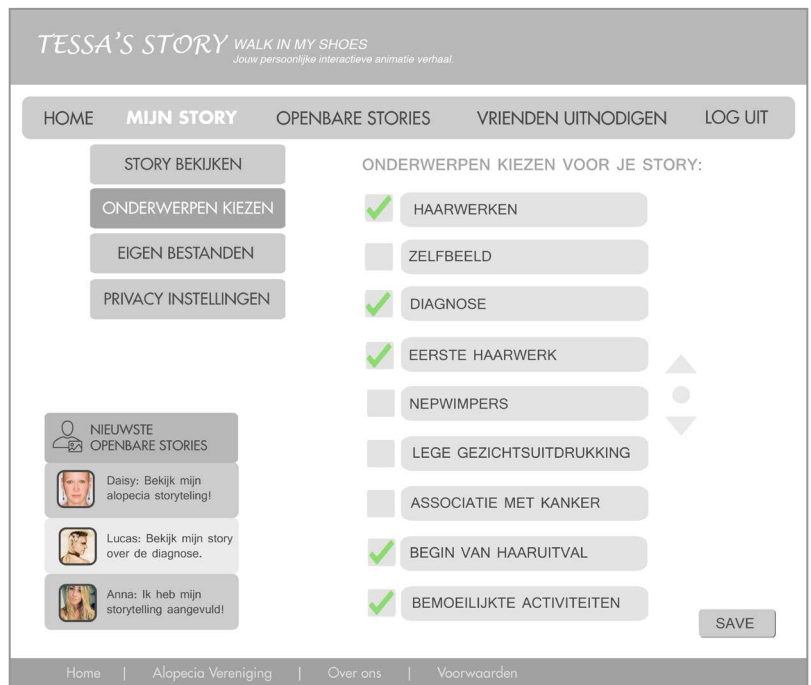 TESSA'S STORY WALK IN MY SHOES
Jouw persoonlijke interactieve animatie verhaal.
HOME MIJN STORY OPENBARE STORIES VRIENDEN UITNODIGEN LOG UIT
STORY BEKIJKEN
ONDERWERPEN KIEZEN
EIGEN BESTANDEN
PRIVACY INSTELLINGEN
ONDERWERPEN KIEZEN VOOR JE STORY:
HAARWERKEN
ZELFBEELD
DIAGNOSE
EERSTE HAARWERK
NEPWIMPERS
LEGE GEZICHTSUITDRUKKING
ASSOCIATIE MET KANKER
BEGIN VAN HAARUITVAL
BEMOEILIJKTE ACTIVITEITEN
SAVE
NIEUWSTE
OPENBARE STORIES
Daisy: Bekijk mijn
alopecia storyteling!
Lucas: Bekijk mijn story
over de diagnose.
Anna: Ik heb mijn
storytelling aangevuld!
Home | Alopecia Vereniging | Over ons | Voorwaarden